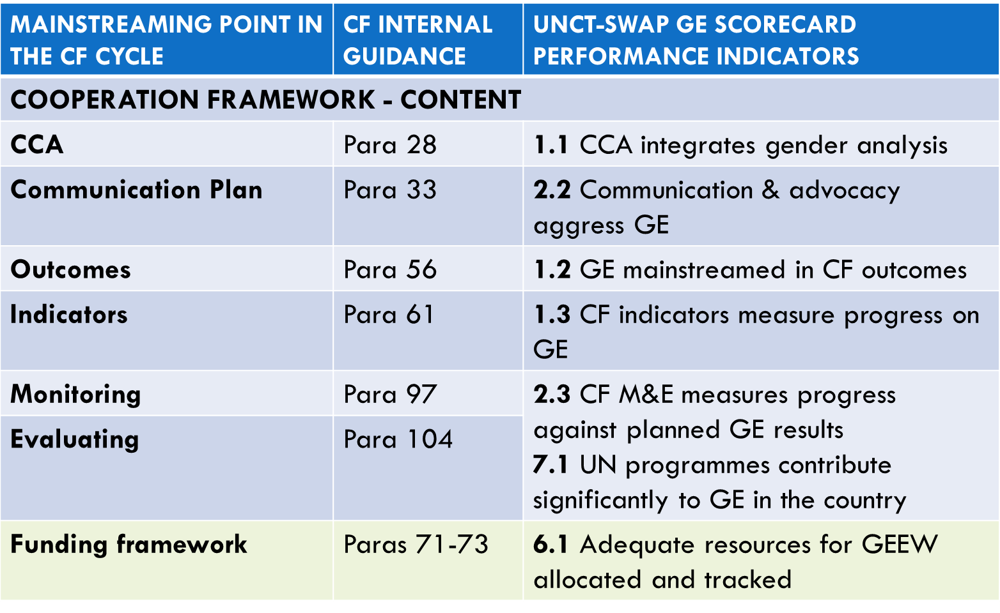 MAINSTREAMING POINT IN
THE CF CYCLE
CF INTERNAL
GUIDANCE
UNCT-SWAP GE SCORECARD
PERFORMANCE INDICATORS
COOPERATION FRAMEWORK - CONTENT
CCA
Para 28
1.1 CCA integrates gender analysis
Communication Plan
Para 33
2.2 Communication & advocacy
aggress GE
Outcomes
Para 56
1.2 GE mainstreamed in CF outcomes
Indicators
Para 61
1.3 CF indicators measure progress on
GE
Monitoring
Para 97
2.3 CF M&E measures progress
against planned GE results
Evaluating
Para 104
7.1 UN programmes contribute
significantly to GE in the country
Funding framework
Paras 71-73
6.1 Adequate resources for GEEW
allocated and tracked